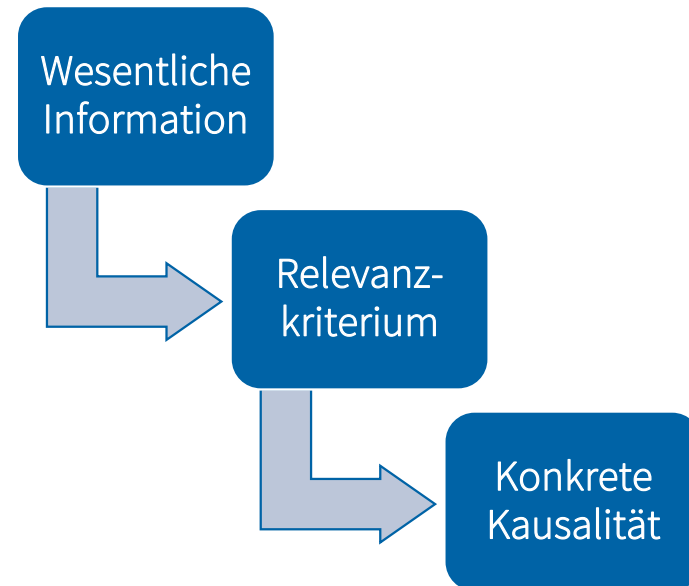 Wesentliche
Information
Relevanz-
kriterium
Konkrete
Kausalität